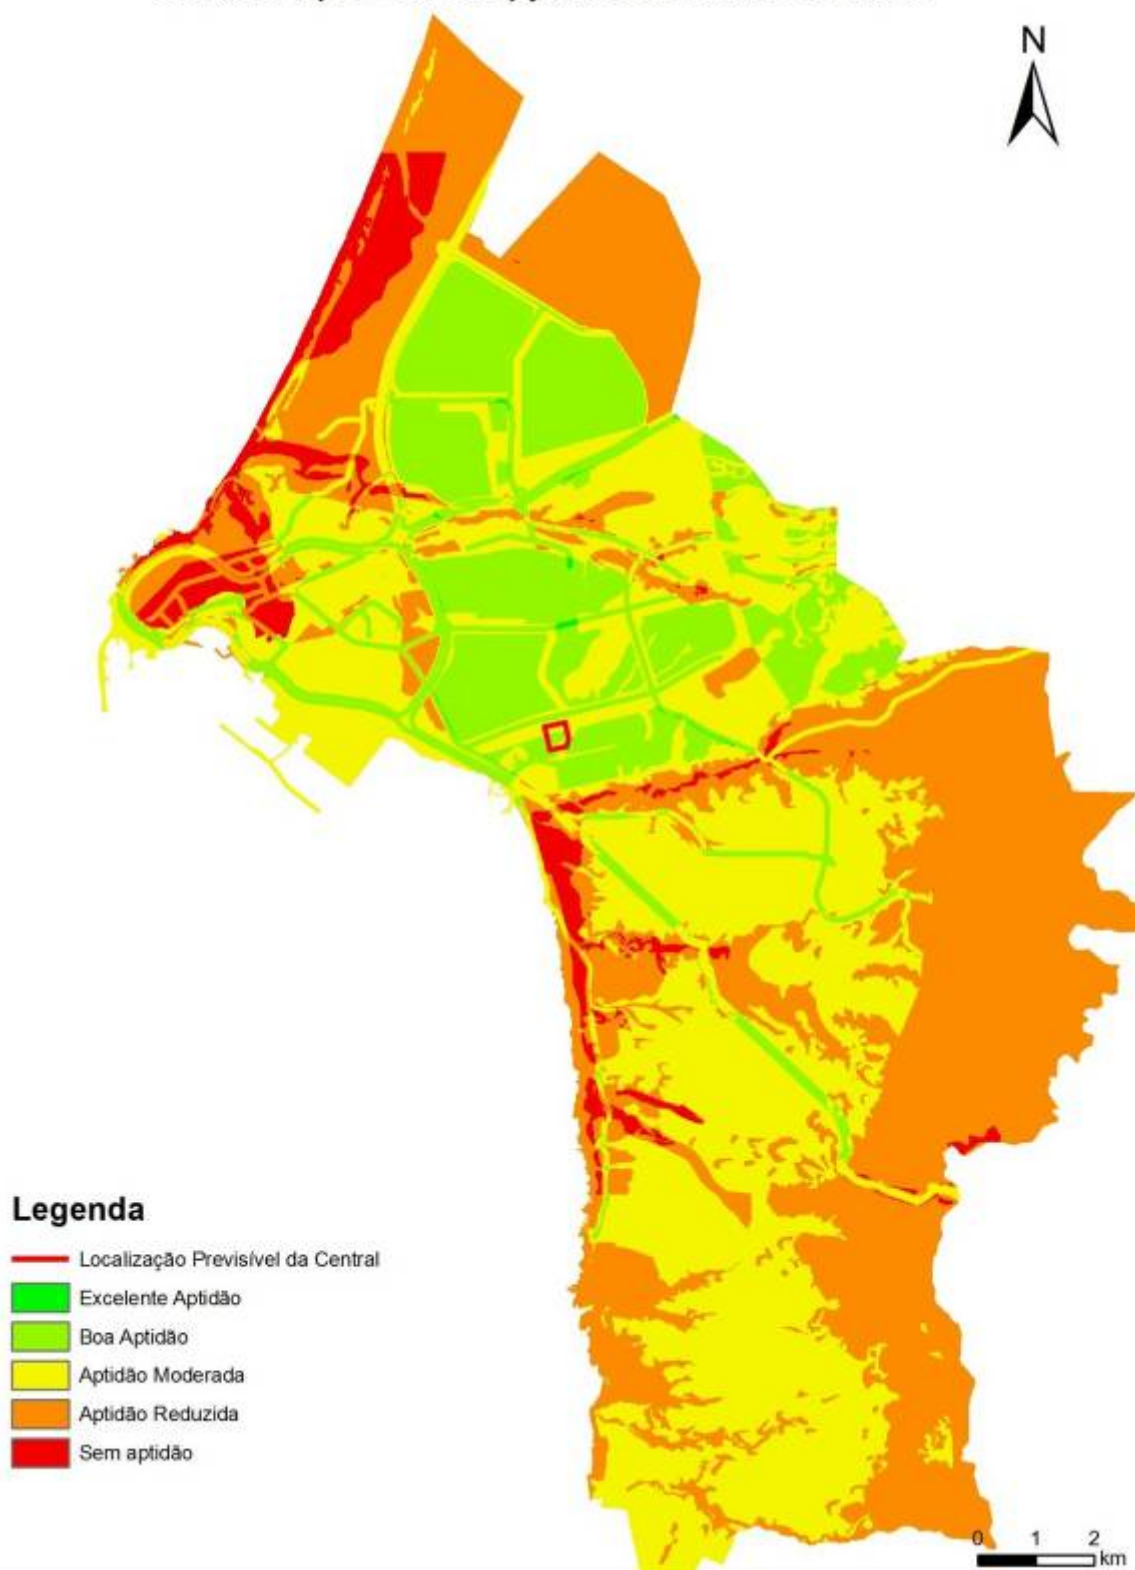 N
Legenda
Localização Previsível da Central
Excelente Aptidão
Boa Aptidão
Aptidão Moderada
Aptidão Reduzida
Sem aptidão
0 1 2
km